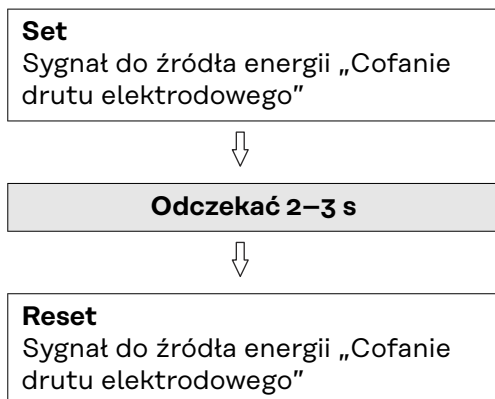 Set
Sygnał do źródła energii „Cofanie
drutu elektrodowego”
Odczekać 2–3 s
Reset
Sygnał do źródła energii „Cofanie
drutu elektrodowego”